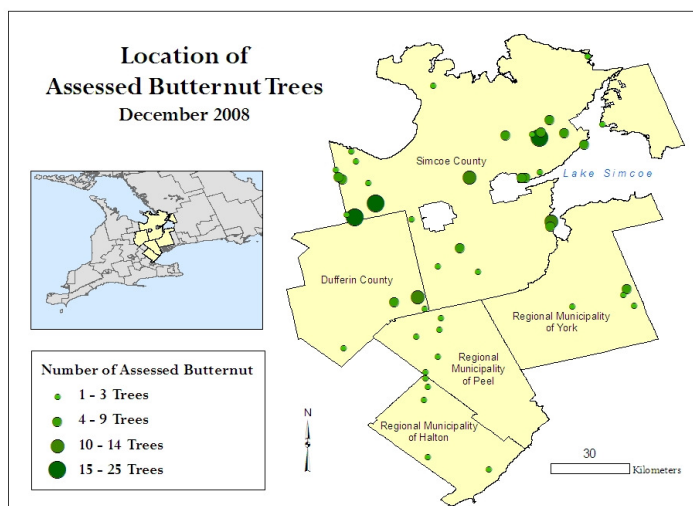 Location of
Assessed Butternut Trees
December 2008
Simcoe County
Lake Simcoe
Dufferin County
Regional Municipality
of York
Regional
Municipality
of Peel
Regional Municipality
of Halton
Number of Assessed Butternut
1 - 3 Trees
4 - 9 Trees
10 - 14 Trees
15 - 25 Trees
N
30
Kilometers